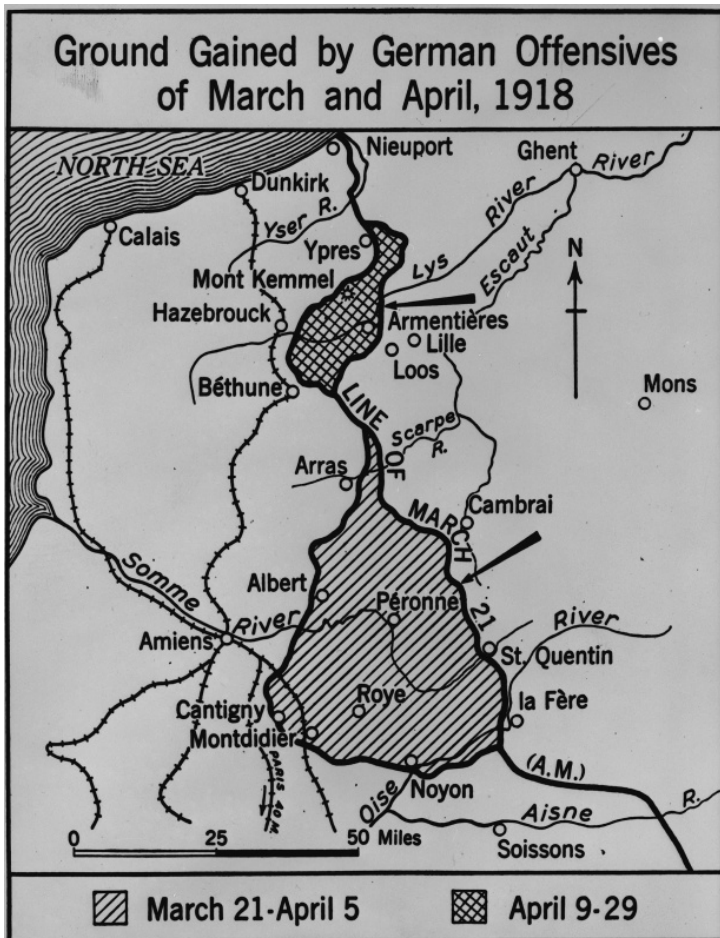 Ground Gained by German Offensives
of March and April, 1918
NORTH SEA
Nieuport
Ghent
River
Dunkirk
River
Calais
Yser R.
Ypres
Lys
Escaut
N
Mont Kemmel
Hazebrouck
Armentières
Lille
Loos
Béthune
Mons
LINE OF MARCH 21
Scarpe
R.
Arras
Cambrai
Somme
Albert
Péronne
River
River
Amiens
St. Quentin
Cantigny
Roye
la Fère
Montdidier
PARIS 40 M.
(A.M.)
Noyon
Oise
Aisne
R.
0 25 50 Miles
Soissons
March 21-April 5
April 9-29